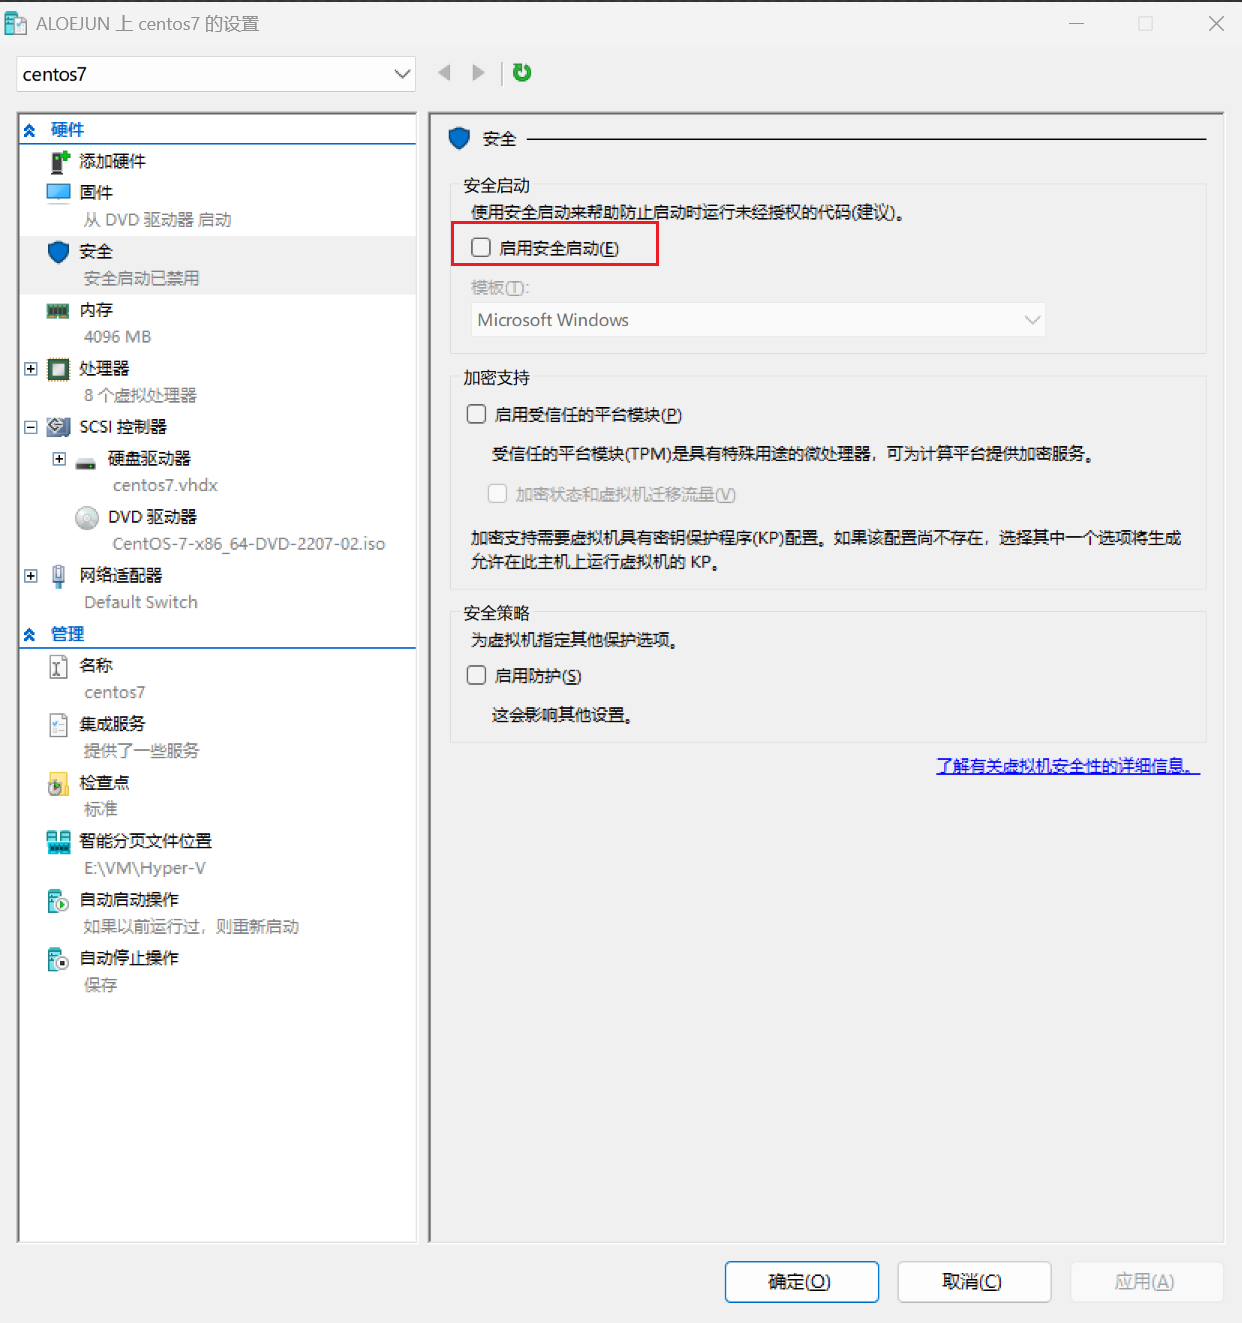 ALOEJUN 上 centos7 的设置
centos7
硬件
添加硬件
固件
从 DVD 驱动器 启动
安全
安全启动已禁用
内存
4096 MB
处理器
8 个虚拟处理器
SCSI 控制器
硬盘驱动器
centos7.vhdx
DVD 驱动器
CentOS-7-x86_64-DVD-2207-02.iso
网络适配器
Default Switch
管理
名称
centos7
集成服务
提供了一些服务
检查点
标准
智能分页文件位置
E:\VM\Hyper-V
自动启动操作
如果以前运行过，则重新启动
自动停止操作
保存
安全
安全启动
使用安全启动来帮助防止启动时运行未经授权的代码(建议)。
启用安全启动(E)
模板(T):
Microsoft Windows
加密支持
启用受信任的平台模块(P)
受信任的平台模块(TPM)是具有特殊用途的微处理器，可为计算平台提供加密服务。
加密状态和虚拟机迁移流量(V)
加密支持需要虚拟机具有密钥保护程序(KP)配置。如果该配置尚不存在，选择其中一个选项将生成
允许在此主机上运行虚拟机的 KP。
安全策略
为虚拟机指定其他保护选项。
启用防护(S)
这会影响其他设置。
了解有关虚拟机安全性的详细信息。
确定(O)
取消(C)
应用(A)